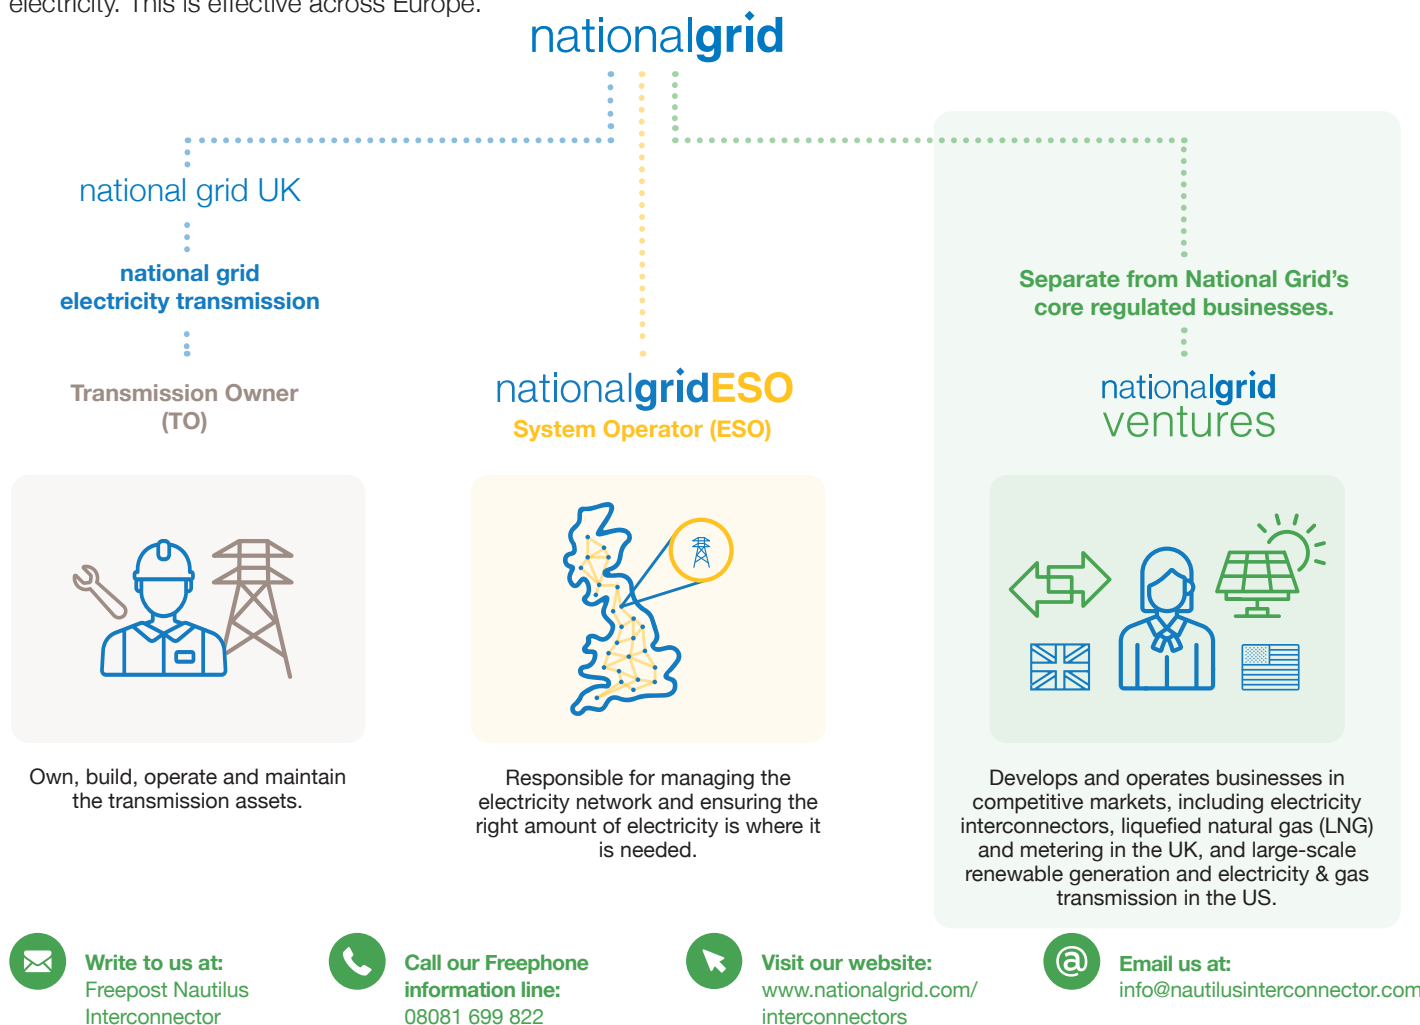 electricity. This is effective across Europe.
nationalgrid
national grid UK
national grid
electricity transmission
Transmission Owner
(TO)
Own, build, operate and maintain
the transmission assets.
nationalgridESO
System Operator (ESO)
Responsible for managing the
electricity network and ensuring the
right amount of electricity is where it
is needed.
Separate from National Grid’s
core regulated businesses.
nationalgrid
ventures
Develops and operates businesses in
competitive markets, including electricity
interconnectors, liquefied natural gas (LNG)
and metering in the UK, and large-scale
renewable generation and electricity & gas
transmission in the US.
Write to us at:
Freepost Nautilus
Interconnector
Call our Freephone
information line:
08081 699 822
Visit our website:
www.nationalgrid.com/
interconnectors
@
Email us at:
info@nautilusinterconnector.com